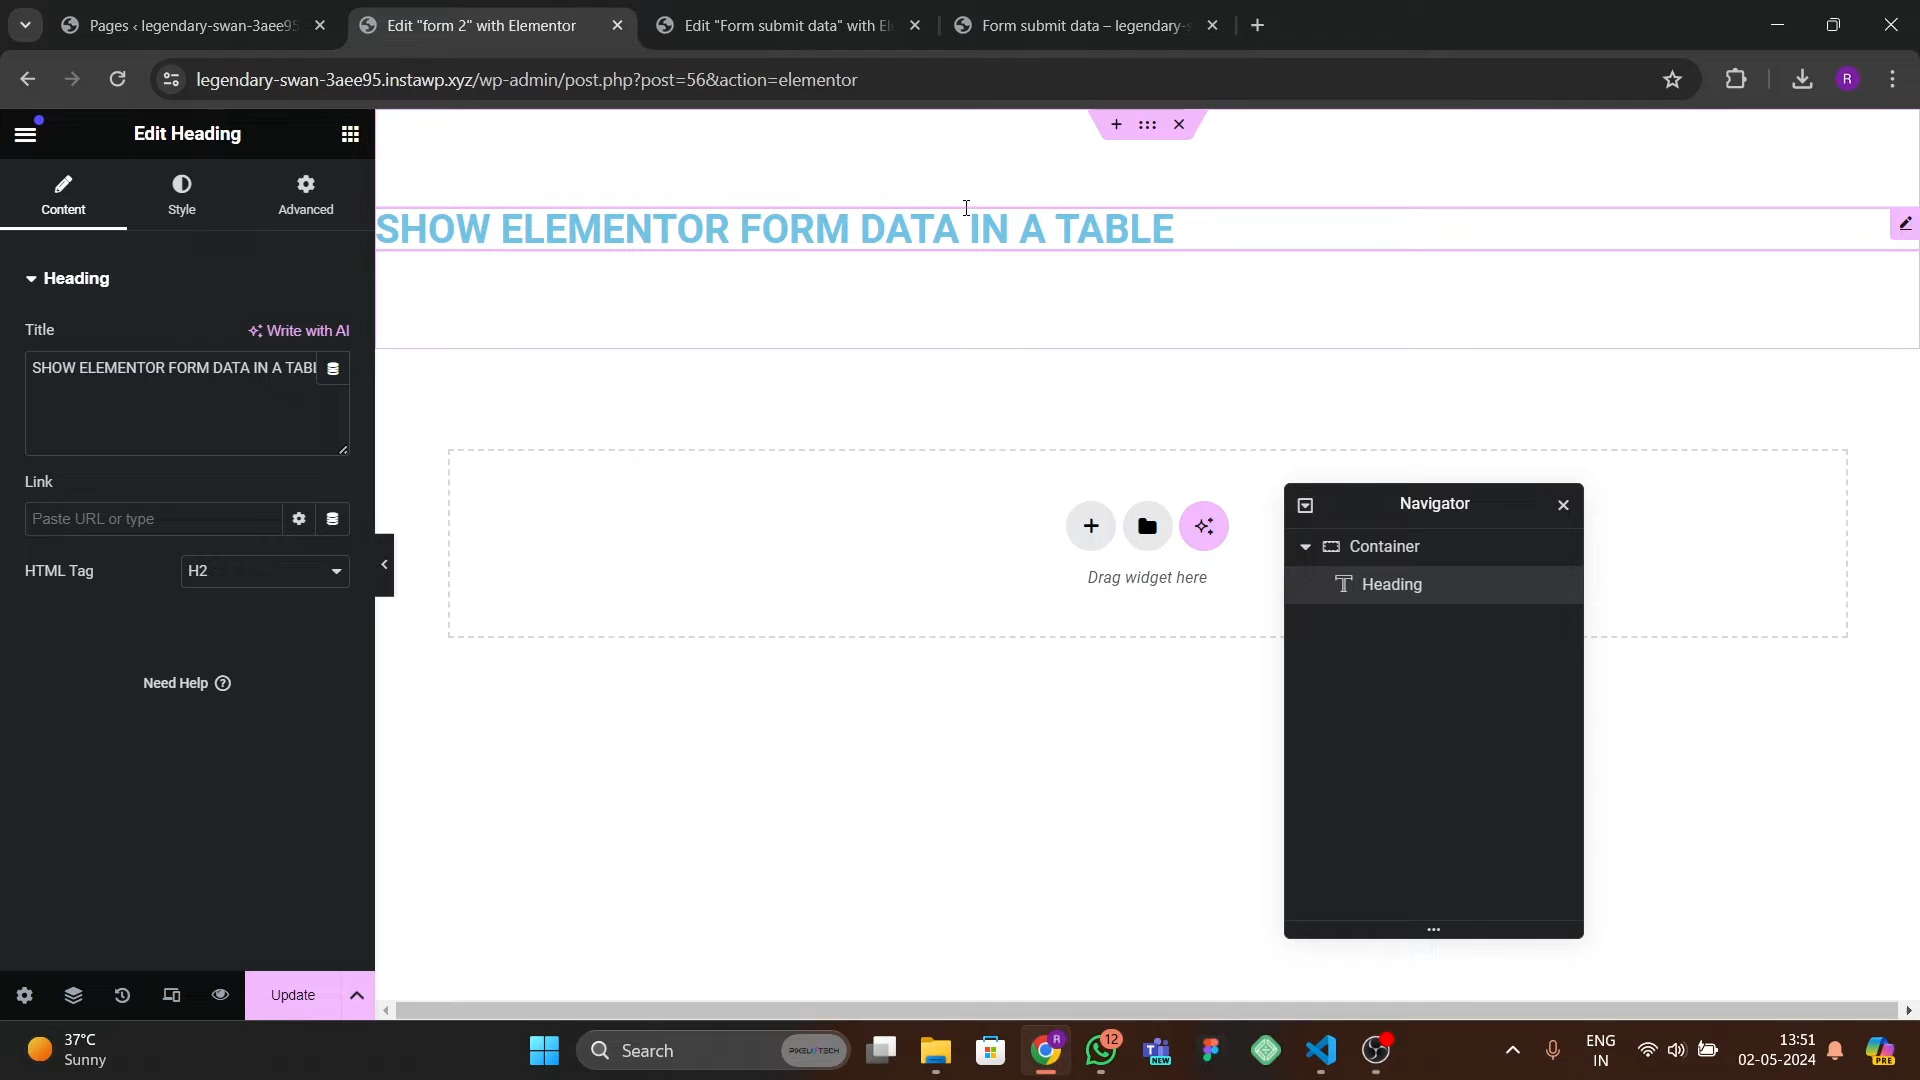 Pages ‹ legendary-swan-3aee95
Edit "form 2" with Elementor
Edit "Form submit data" with El
Form submit data – legendary-s
legendary-swan-3aee95.instawp.xyz/wp-admin/post.php?post=56&action=elementor
R
Edit Heading
Content
Style
Advanced
SHOW ELEMENTOR FORM DATA IN A TABLE
Heading
Title
Write with AI
SHOW ELEMENTOR FORM DATA IN A TABL
Link
Paste URL or type
HTML Tag
H2
Need Help
Drag widget here
Navigator
Container
Heading
Update
37°C
Sunny
Search
PIXELØTECH
R
12
NEW
ENG
IN
13:51
02-05-2024
PRE